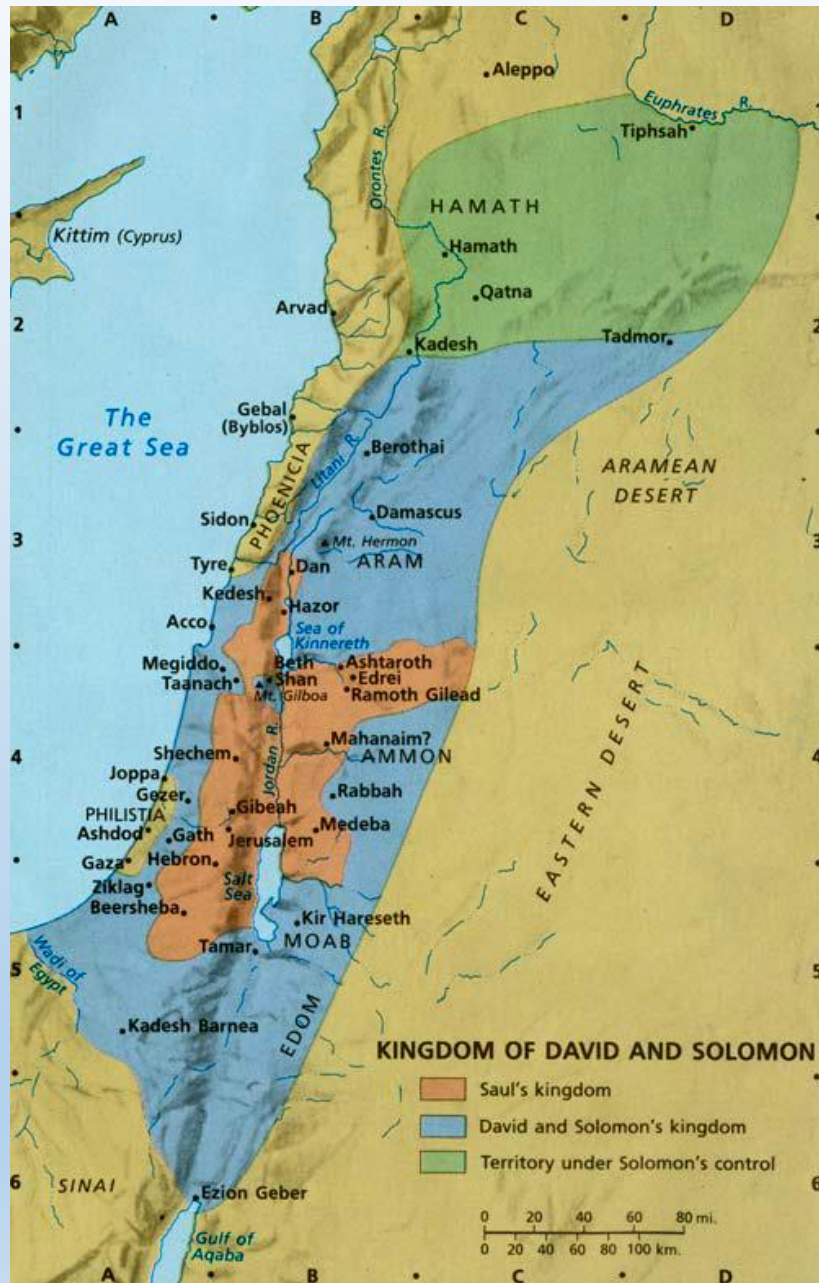 A
B
C
D
Aleppo
1
1
Euphrates R.
Tiphsah
Orontes R.
HAMATH
Kittim (Cyprus)
Hamath
Qatna
Arvad
2
2
Kadesh
Tadmor
The
Great Sea
Gebal
(Byblos)
Litani R.
Berothai
PHOENICIA
ARAMEAN
DESERT
Sidon
Damascus
3
3
Mt. Hermon
Tyre
Dan
ARAM
Kedesh
Hazor
Acco
Sea of
Kinnereth
Megiddo
Beth
Shan
Ashtaroth
Taanach
Mt. Gilboa
Edrei
Ramoth Gilead
Jordan R.
Mahanaim?
4
4
Shechem
AMMON
Joppa
Gezer
Rabbah
EASTERN DESERT
PHILISTIA
Gibeah
Ashdod
Gath
Jerusalem
Medeba
Gaza
Hebron
Ziklag
Salt
Sea
Beersheba
Kir Hareseth
MOAB
Wadi of
Egypt
Tamar
5
5
Kadesh Barnea
EDOM
KINGDOM OF DAVID AND SOLOMON
Saul's kingdom
David and Solomon's kingdom
Territory under Solomon's control
6
6
SINAI
Ezion Geber
0 20 40 60 80 mi.
0 20 40 60 80 100 km.
Gulf of
Aqaba
A
B
C
D